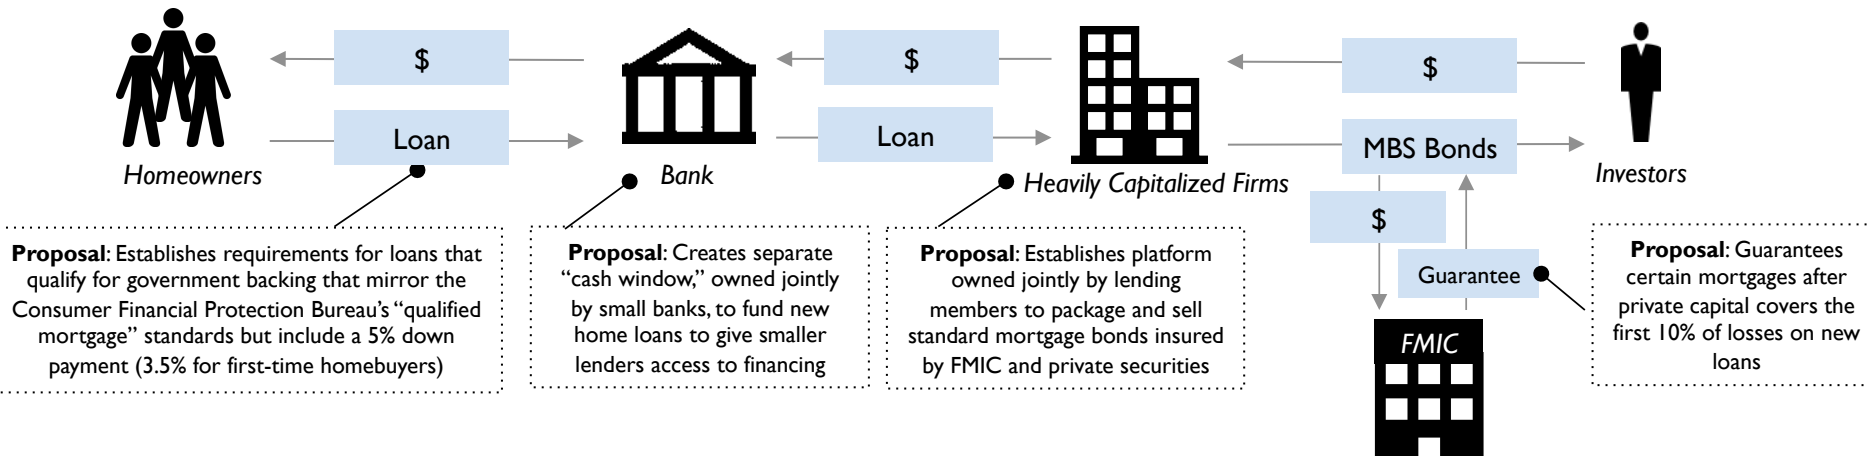 $
$
$
Loan
Loan
MBS Bonds
Homeowners
Bank
Heavily Capitalized Firms
Investors
$
Guarantee
FMIC
Proposal: Establishes requirements for loans that
qualify for government backing that mirror the
Consumer Financial Protection Bureau’s “qualified
mortgage” standards but include a 5% down
payment (3.5% for first-time homebuyers)
Proposal: Creates separate
“cash window,” owned jointly
by small banks, to fund new
home loans to give smaller
lenders access to financing
Proposal: Establishes platform
owned jointly by lending
members to package and sell
standard mortgage bonds insured
by FMIC and private securities
Proposal: Guarantees
certain mortgages after
private capital covers the
first 10% of losses on new
loans